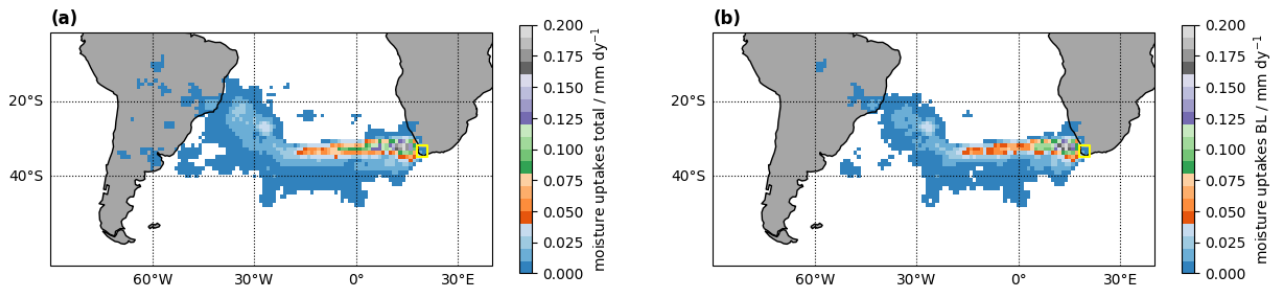 (a)
0.200
0.175
0.150
0.125
0.100
0.075
0.050
0.025
0.000
moisture uptakes total / mm dy⁻¹
20°S
40°S
60°W
30°W
0°
30°E
(b)
0.200
0.175
0.150
0.125
0.100
0.075
0.050
0.025
0.000
moisture uptakes BL / mm dy⁻¹
20°S
40°S
60°W
30°W
0°
30°E